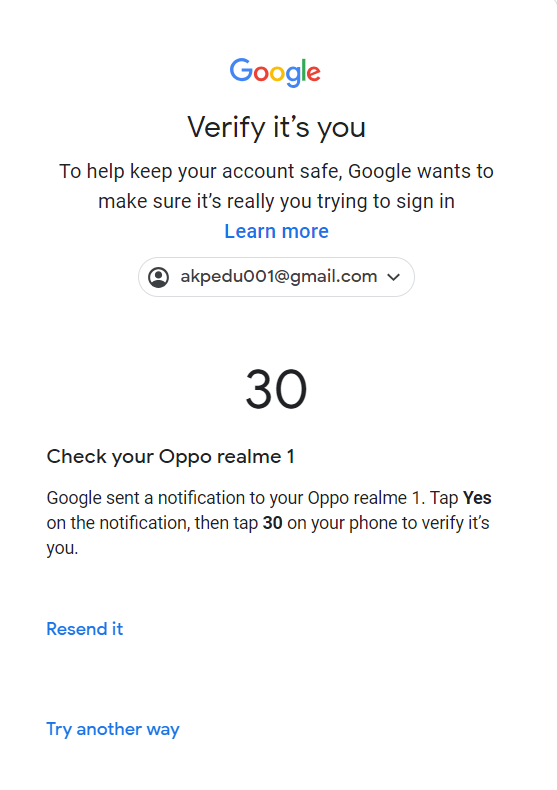 Google
Verify it’s you
To help keep your account safe, Google wants to
make sure it’s really you trying to sign in
Learn more
akpedu001@gmail.com
30
Check your Oppo realme 1
Google sent a notification to your Oppo realme 1. Tap Yes
on the notification, then tap 30 on your phone to verify it’s
you.
Resend it
Try another way